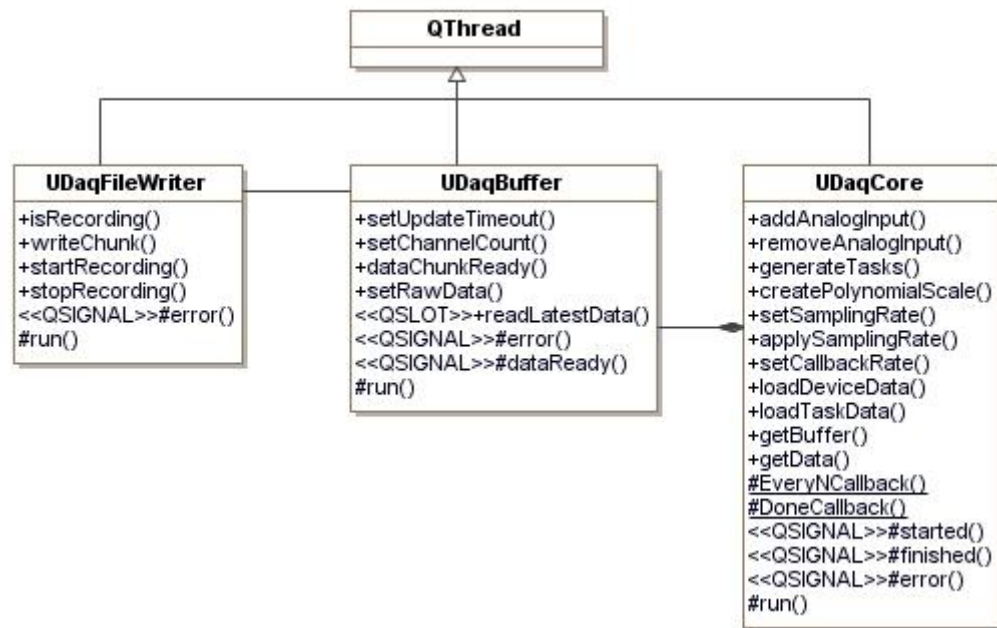 QThread
UDaqFileWriter
+isRecording()
+writeChunk()
+startRecording()
+stopRecording()
<<QSIGNAL>>#error()
#run()
UDaqBuffer
+setUpdateTimeout()
+setChannelCount()
+dataChunkReady()
+setRawData()
<<QSLOT>>+readLatestData()
<<QSIGNAL>>#error()
<<QSIGNAL>>#dataReady()
#run()
UDaqCore
+addAnalogInput()
+removeAnalogInput()
+generateTasks()
+createPolynomialScale()
+setSamplingRate()
+applySamplingRate()
+setCallbackRate()
+loadDeviceData()
+loadTaskData()
+getBuffer()
+getData()
#EveryNCallback()
#DoneCallback()
<<QSIGNAL>>#started()
<<QSIGNAL>>#finished()
<<QSIGNAL>>#error()
#run()